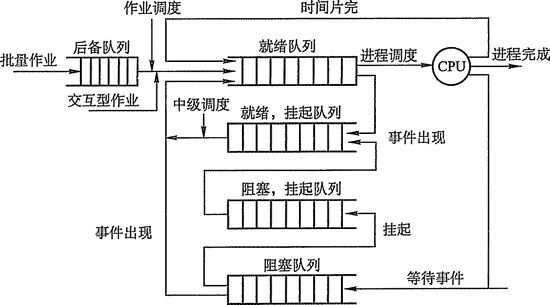 作业调度
时间片完
批量作业
后备队列
就绪队列
进程调度
CPU
进程完成
交互型作业
中级调度
就绪，挂起队列
事件出现
阻塞，挂起队列
事件出现
挂起
阻塞队列
等待事件